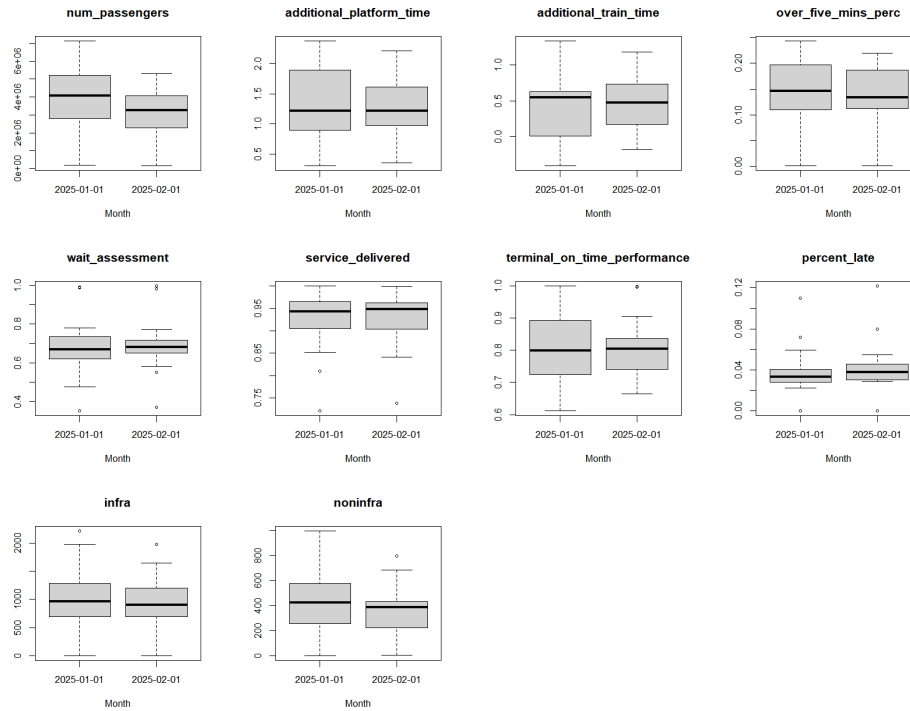 num_passengers
0e+00 2e+06 4e+06 6e+06
2025-01-01 2025-02-01
Month
additional_platform_time
0.5 1.0 1.5 2.0
2025-01-01 2025-02-01
Month
additional_train_time
0.0 0.5 1.0
2025-01-01 2025-02-01
Month
over_five_mins_perc
0.00 0.10 0.20
2025-01-01 2025-02-01
Month
wait_assessment
0.4 0.6 0.8 1.0
2025-01-01 2025-02-01
Month
service_delivered
0.75 0.85 0.95
2025-01-01 2025-02-01
Month
terminal_on_time_performance
0.6 0.7 0.8 0.9 1.0
2025-01-01 2025-02-01
Month
percent_late
0.00 0.04 0.08 0.12
2025-01-01 2025-02-01
Month
infra
0 500 1000 2000
2025-01-01 2025-02-01
Month
noninfra
0 200 400 600 800
2025-01-01 2025-02-01
Month